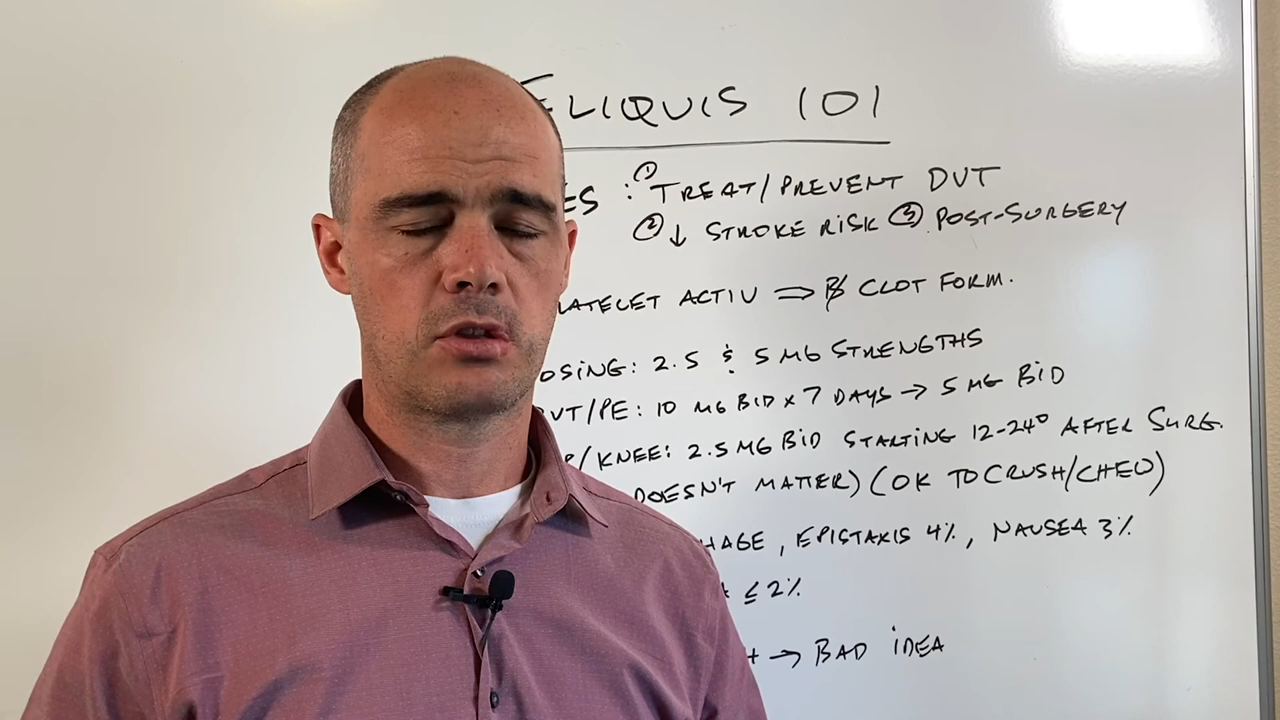 ELIQUIS 101
ES: ① TREAT/PREVENT DVT
② ↓ STROKE RISK ③ POST-SURGERY
LATELET ACTIV ⇒ CLOT FORM.
OSING: 2.5 & 5 MG STRENGTHS
DVT/PE: 10 MG BID x 7 DAYS → 5 MG BID
P/KNEE: 2.5 MG BID STARTING 12-24° AFTER SURG.
DOESN'T MATTER) (OK TO CRUSH/CHEW)
HAGE, EPISTAXIS 4%, NAUSEA 3%
≤ 2%
→ BAD IDEA